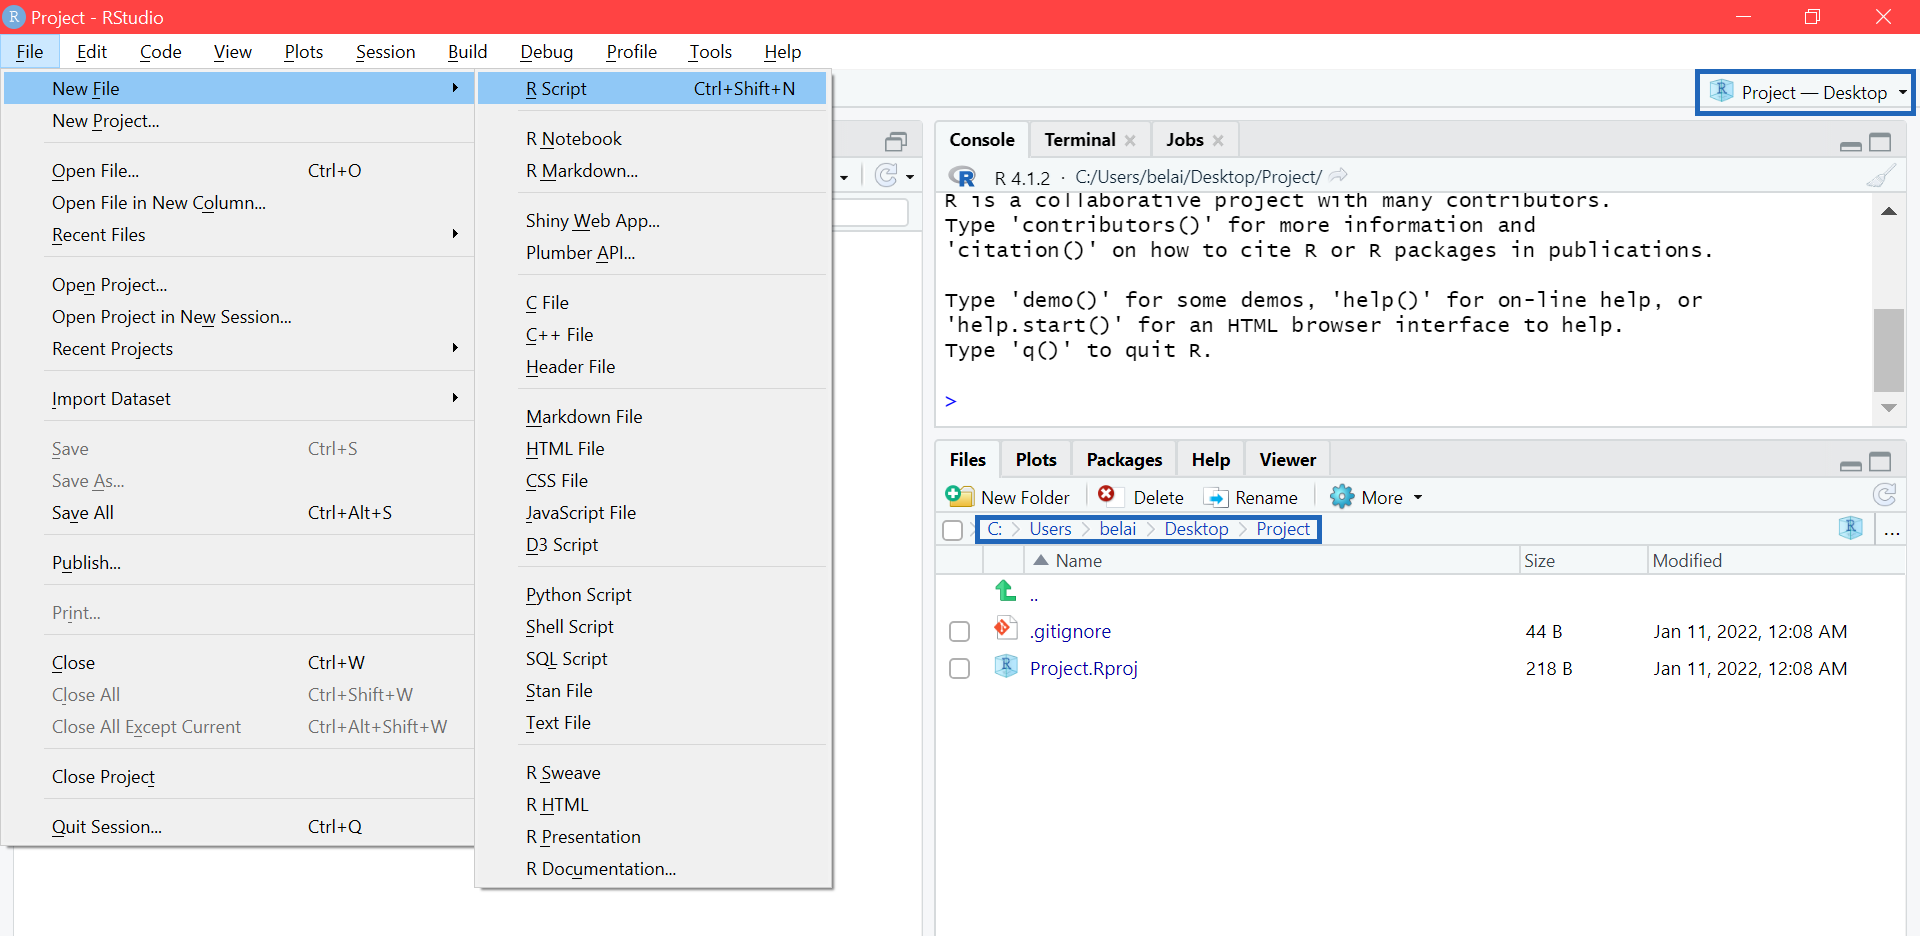 R Project - RStudio
File Edit Code View Plots Session Build Debug Profile Tools Help
New File
New Project...
Open File... Ctrl+O
Open File in New Column...
Recent Files
Open Project...
Open Project in New Session...
Recent Projects
Import Dataset
Save Ctrl+S
Save As...
Save All Ctrl+Alt+S
Publish...
Print...
Close Ctrl+W
Close All Ctrl+Shift+W
Close All Except Current Ctrl+Alt+Shift+W
Close Project
Quit Session... Ctrl+Q
R Script Ctrl+Shift+N
R Notebook
R Markdown...
Shiny Web App...
Plumber API...
C File
C++ File
Header File
Markdown File
HTML File
CSS File
JavaScript File
D3 Script
Python Script
Shell Script
SQL Script
Stan File
Text File
R Sweave
R HTML
R Presentation
R Documentation...
R Project — Desktop
Console Terminal Jobs
R R 4.1.2 · C:/Users/belai/Desktop/Project/
R is a collaborative project with many contributors.
Type 'contributors()' for more information and
'citation()' on how to cite R or R packages in publications.
Type 'demo()' for some demos, 'help()' for on-line help, or
'help.start()' for an HTML browser interface to help.
Type 'q()' to quit R.
>
Files Plots Packages Help Viewer
New Folder Delete Rename More
C: Users belai Desktop Project R ...
Name Size Modified
..
.gitignore 44 B Jan 11, 2022, 12:08 AM
R Project.Rproj 218 B Jan 11, 2022, 12:08 AM